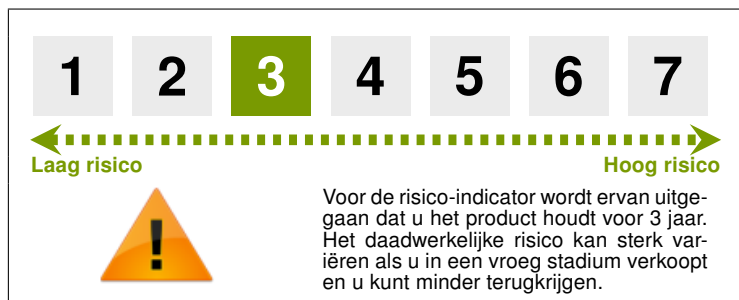 1 2 3 4 5 6 7
Laag risico Hoog risico
!
Voor de risico-indicator wordt ervan uitge-
gaan dat u het product houdt voor 3 jaar.
Het daadwerkelijke risico kan sterk var-
iëren als u in een vroeg stadium verkoopt
en u kunt minder terugkrijgen.